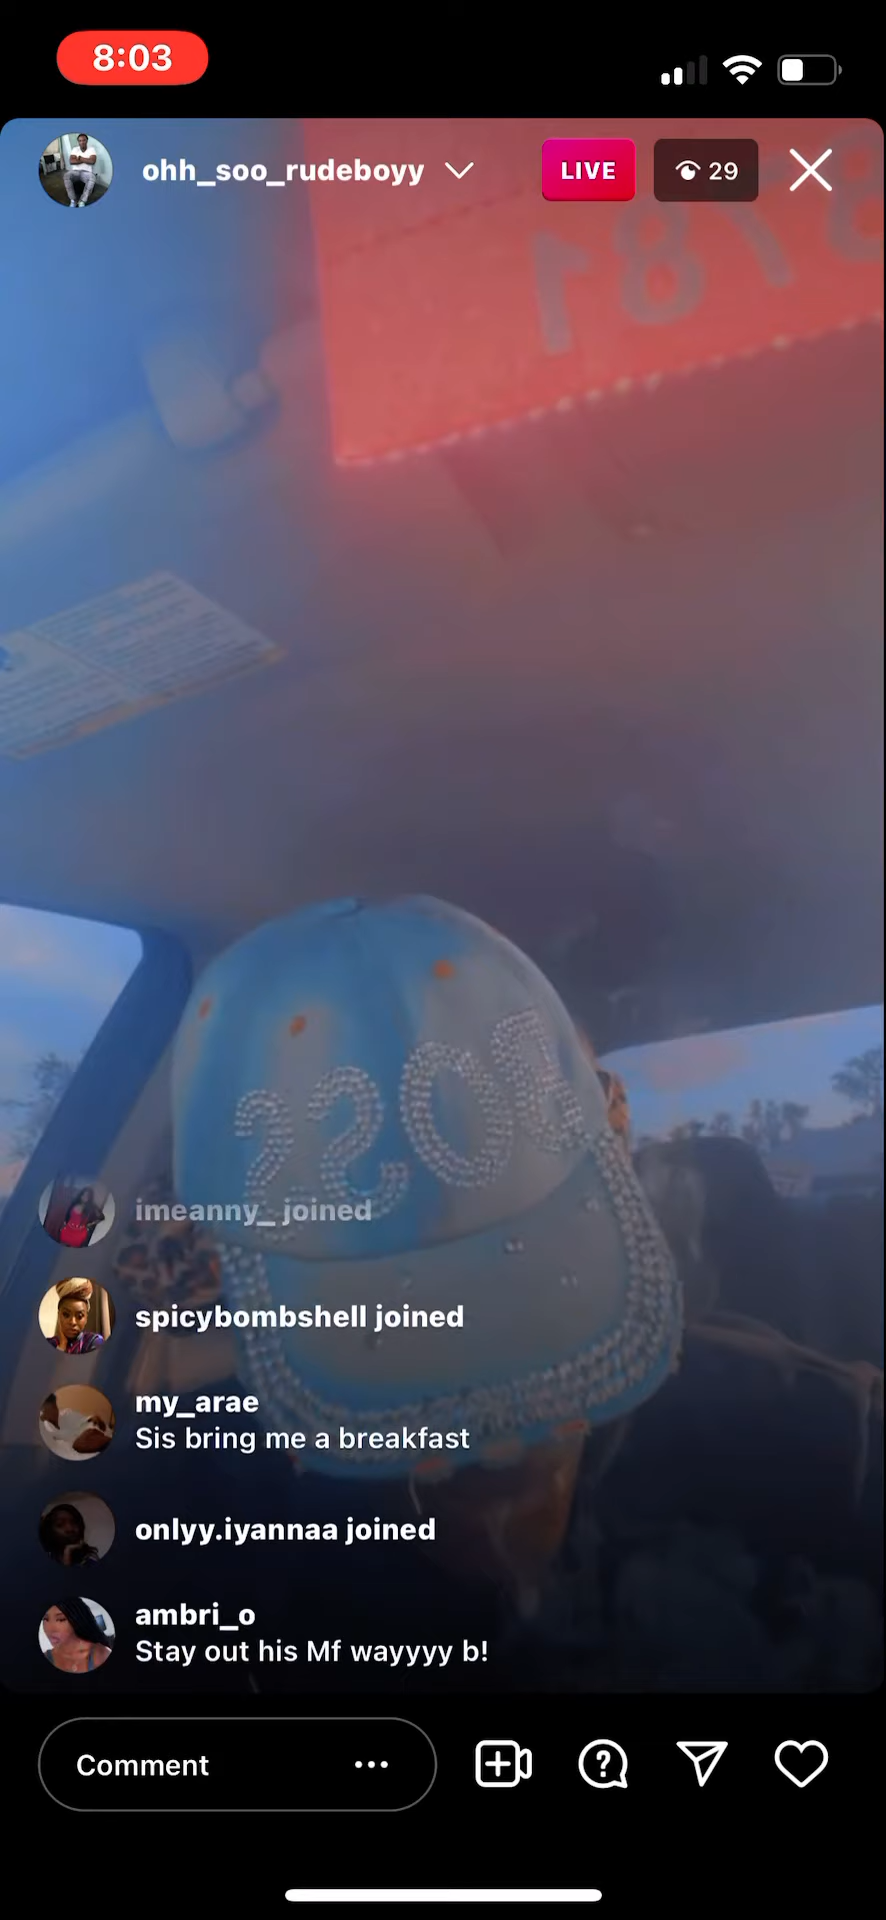 8:03
ohh_soo_rudeboyy
LIVE
29
imeanny_ joined
spicybombshell joined
my_arae
Sis bring me a breakfast
onlyy.iyannaa joined
ambri_o
Stay out his Mf wayyyy b!
Comment